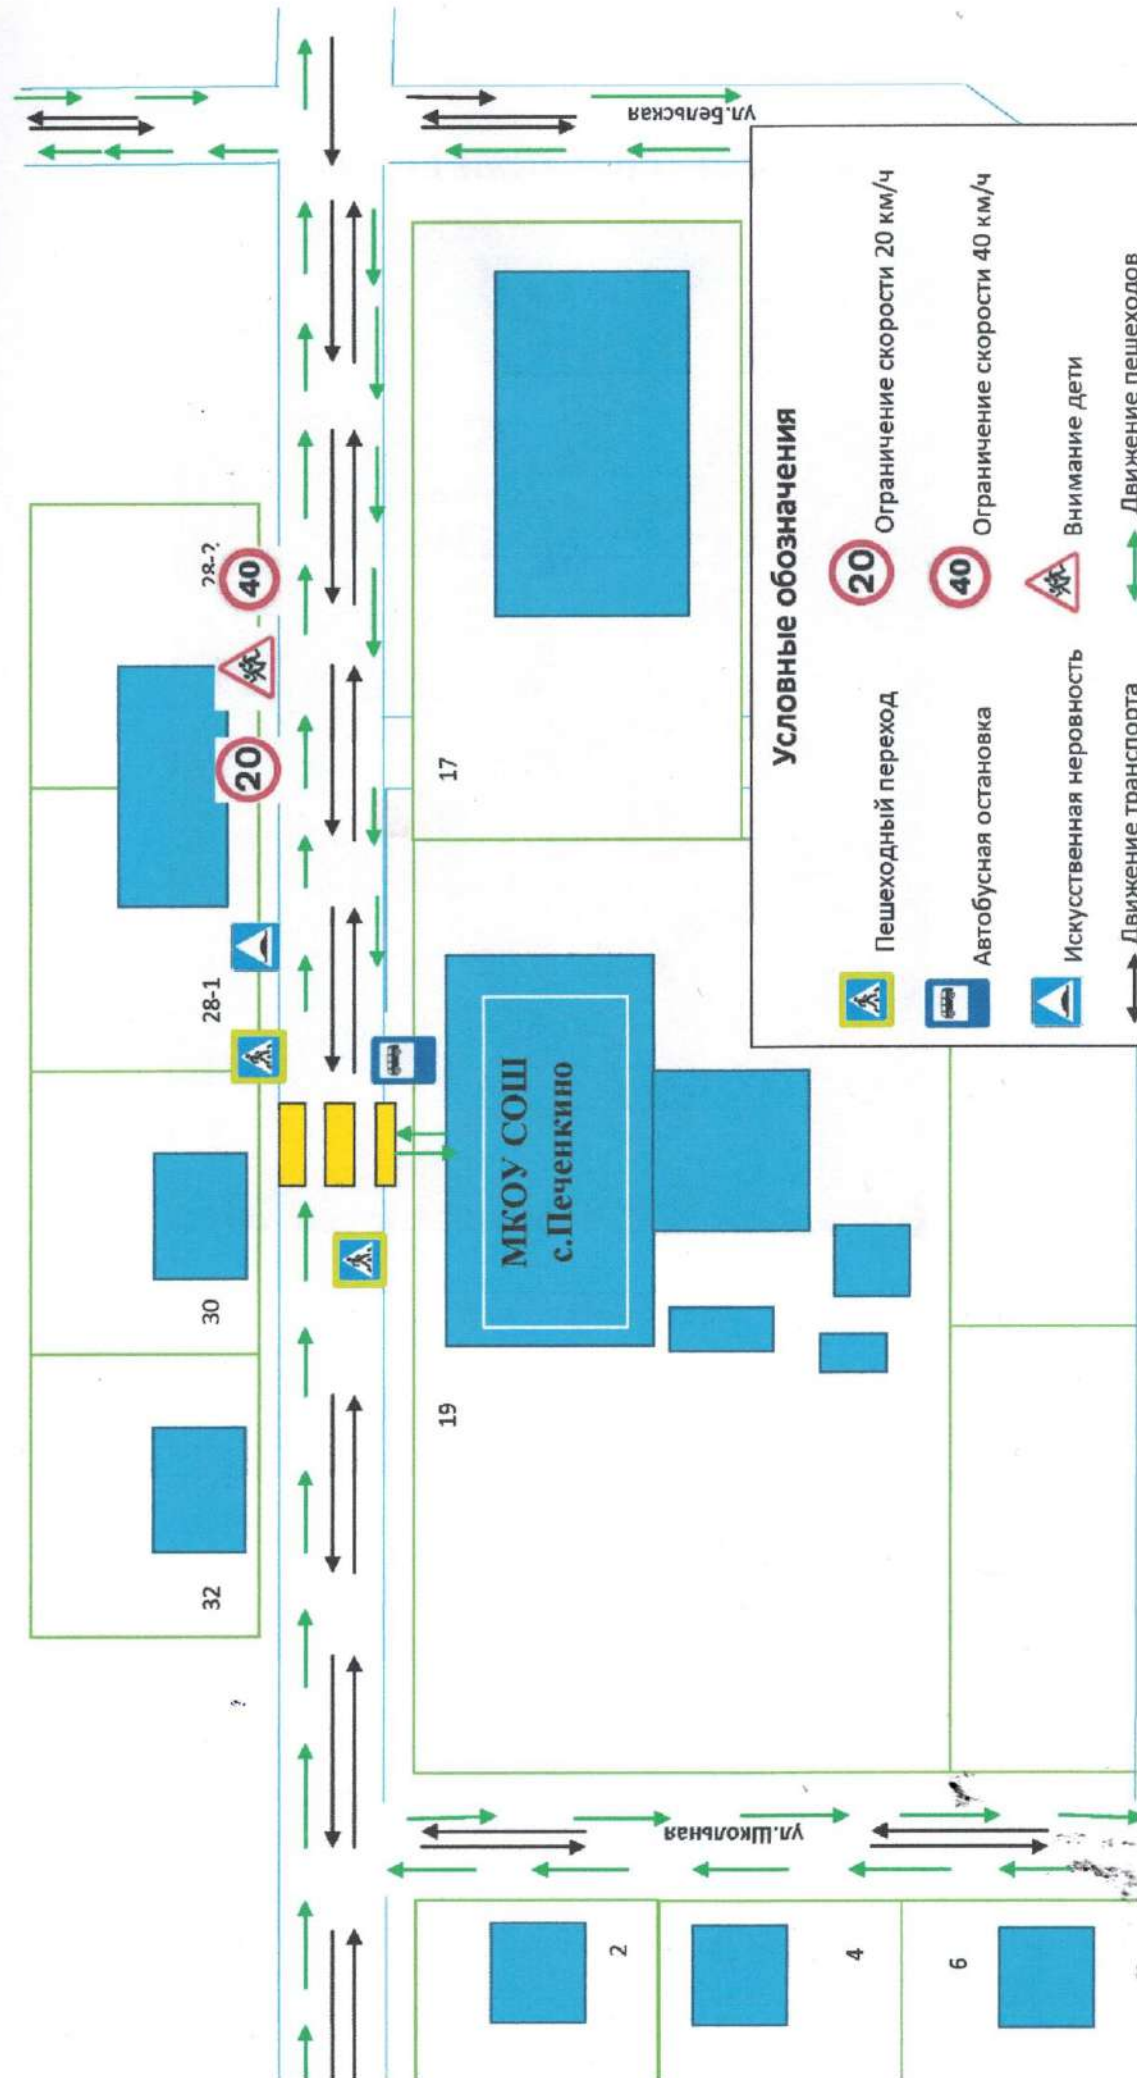 ул.Бельская
28-2
40
20
17
28-1
МКОУ СОШ
с.Печенкино
30
19
32
ул.Школьная
2
4
6
Условные обозначения
Пешеходный переход
20 Ограничение скорости 20 км/ч
Автобусная остановка
40 Ограничение скорости 40 км/ч
Искусственная неровность
Внимание дети
Движение транспорта
Движение пешеходов